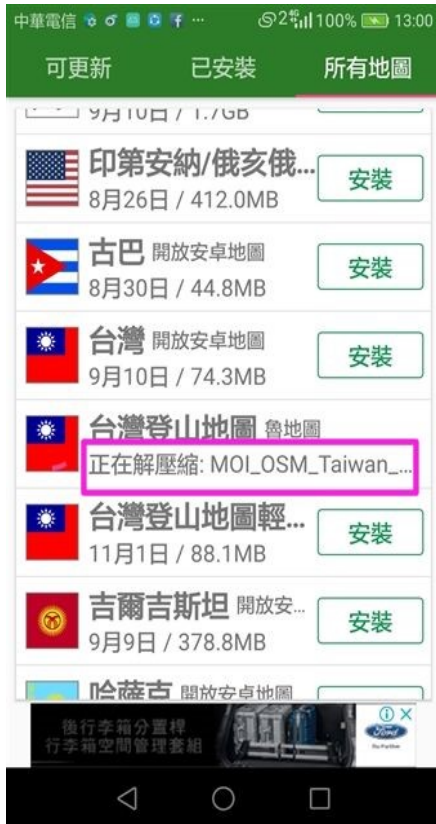 中華電信 100% 13:00
可更新 已安裝 所有地圖
9月10日 / 1.7GB
印第安納/俄亥俄...
8月26日 / 412.0MB
安裝
古巴 開放安卓地圖
8月30日 / 44.8MB
安裝
台灣 開放安卓地圖
9月10日 / 74.3MB
安裝
台灣登山地圖 魯地圖
正在解壓縮: MOI_OSM_Taiwan_...
台灣登山地圖輕...
11月1日 / 88.1MB
安裝
吉爾吉斯坦 開放安...
9月9日 / 378.8MB
安裝
哈薩克 開放安卓地圖
後行李箱分置桿
行李箱空間管理套組
Ford